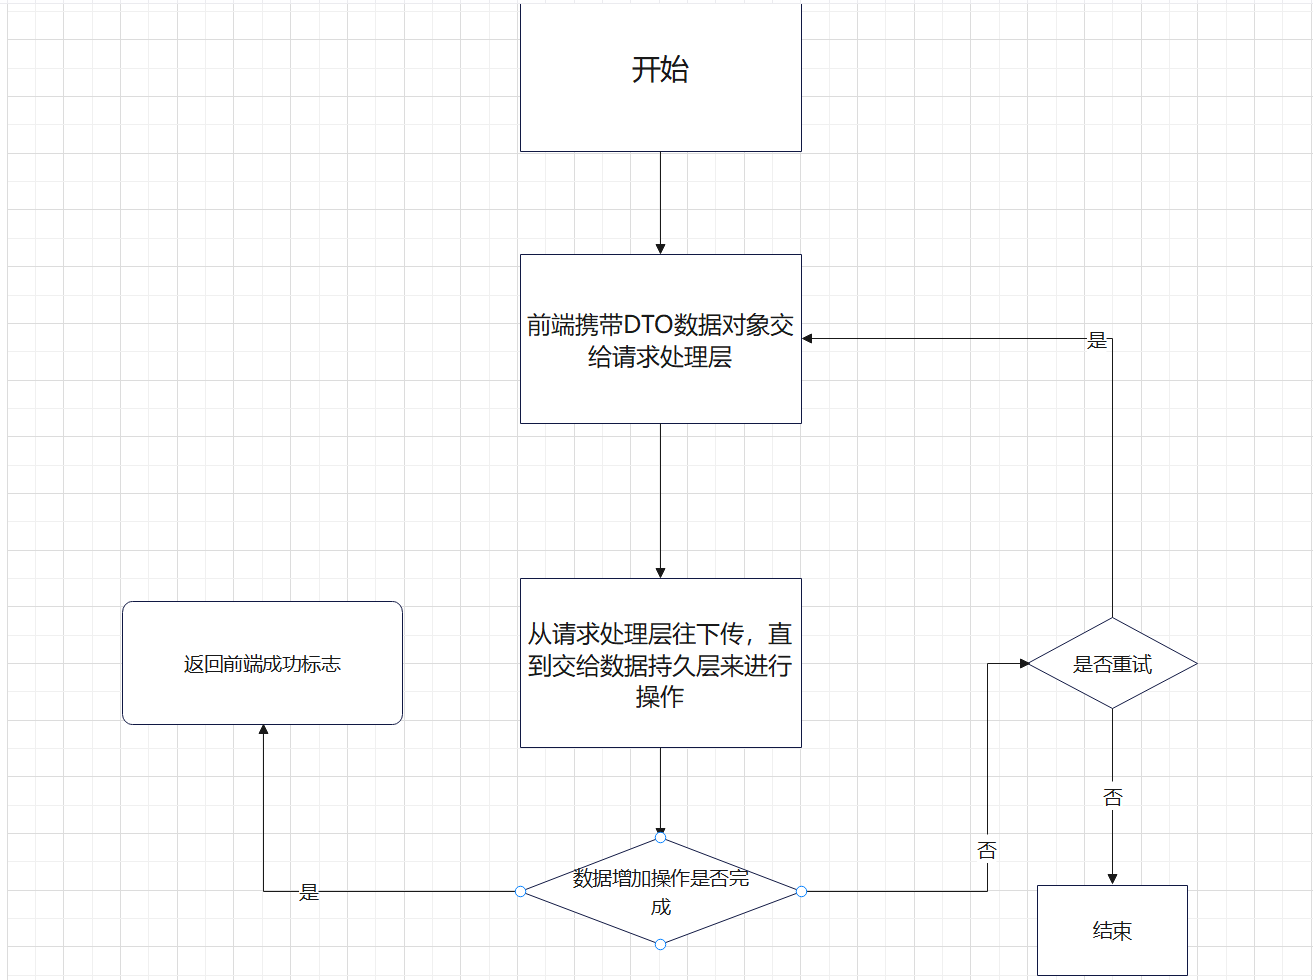 开始
前端携带DTO数据对象交
给请求处理层
是
从请求处理层往下传，直
到交给数据持久层来进行
操作
返回前端成功标志
是否重试
否
数据增加操作是否完
成
否
是
结束